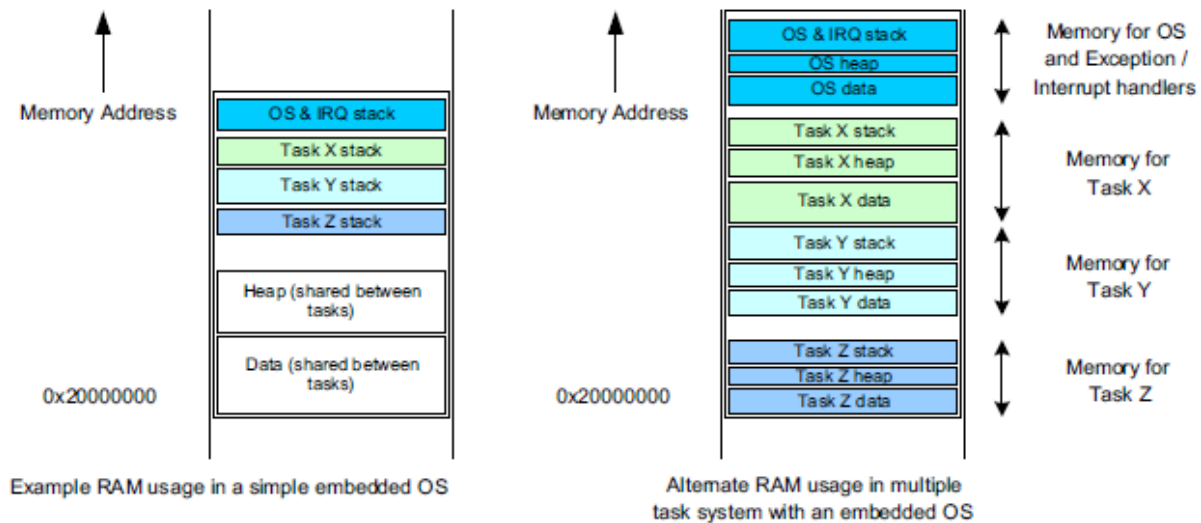 Memory Address
OS & IRQ stack
Task X stack
Task Y stack
Task Z stack
Heap (shared between
tasks)
Data (shared between
tasks)
0x20000000
Example RAM usage in a simple embedded OS
Memory Address
OS & IRQ stack
OS heap
OS data
Task X stack
Task X heap
Task X data
Task Y stack
Task Y heap
Task Y data
Task Z stack
Task Z heap
Task Z data
0x20000000
Memory for OS
and Exception /
Interrupt handlers
Memory for
Task X
Memory for
Task Y
Memory for
Task Z
Alternate RAM usage in multiple
task system with an embedded OS